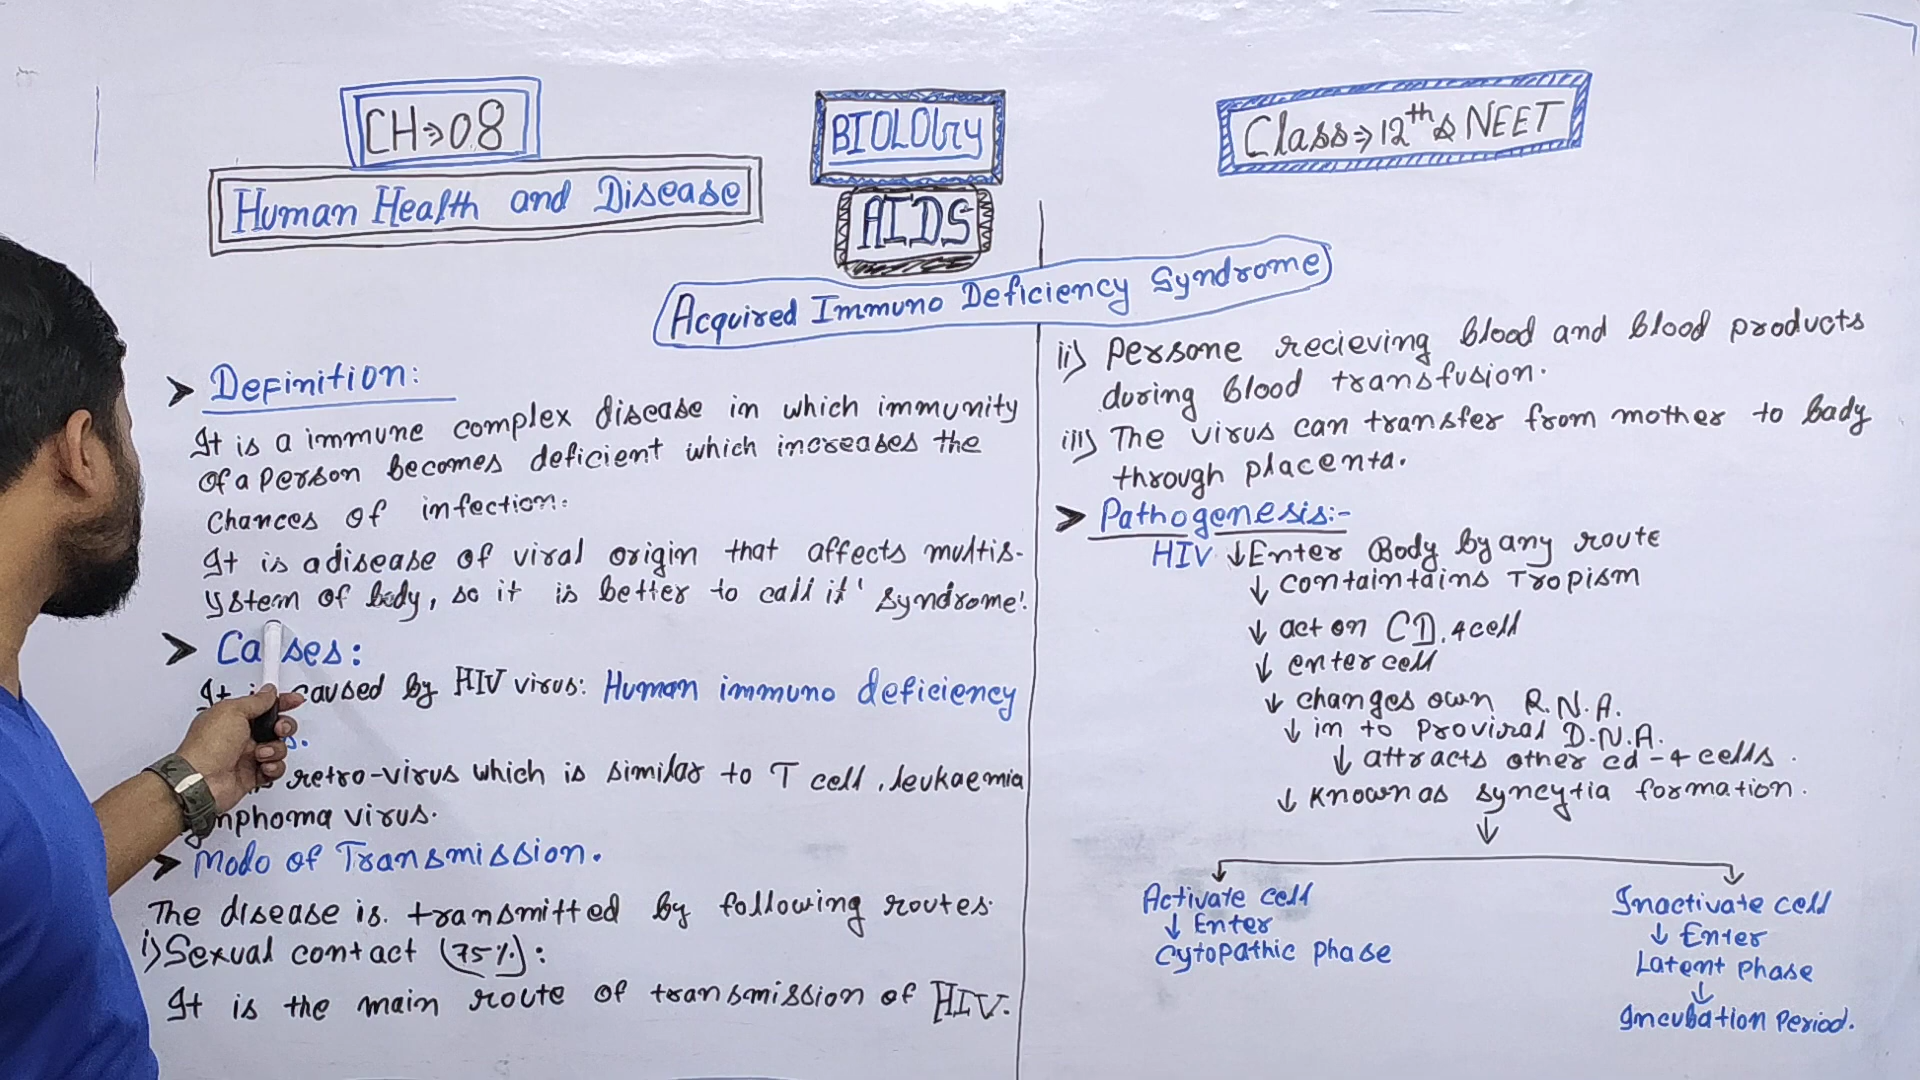 CH⇒08
Human Health and Disease
BIOLOGY
AIDS
Class⇒12th & NEET
Acquired Immuno Deficiency Syndrome
➤ Definition:
It is a immune complex disease in which immunity
of a Person becomes deficient which increases the
chances of infection.
It is a disease of viral origin that affects multis-
ystem of body, so it is better to call it 'syndrome'.
➤ Ca ses:
It is caused by HIV virus: Human immuno deficiency
s.
retro-virus which is similar to T cell, leukaemia
ymphoma virus.
➤ Modo of Transmission.
The disease is. transmitted by following routes.
i) Sexual contact (75%):
It is the main route of transmission of HIV.
ii) Persone recieving blood and blood products
during blood transfusion.
iii) The virus can transfer from mother to bady
through placenta.
➤ Pathogenesis:-
HIV ↓ Enter Body by any route
↓ containtains Tropism
↓ act on CD.4 cell
↓ enter cell
↓ changes own R.N.A.
↓ in to Proviral D.N.A.
↓ attracts other cd-4 cells.
↓ Known as syncytia formation.
↓
Activate cell
↓ Enter
Cytopathic phase
Inactivate cell
↓ Enter
Latent phase
↓
Incubation Period.